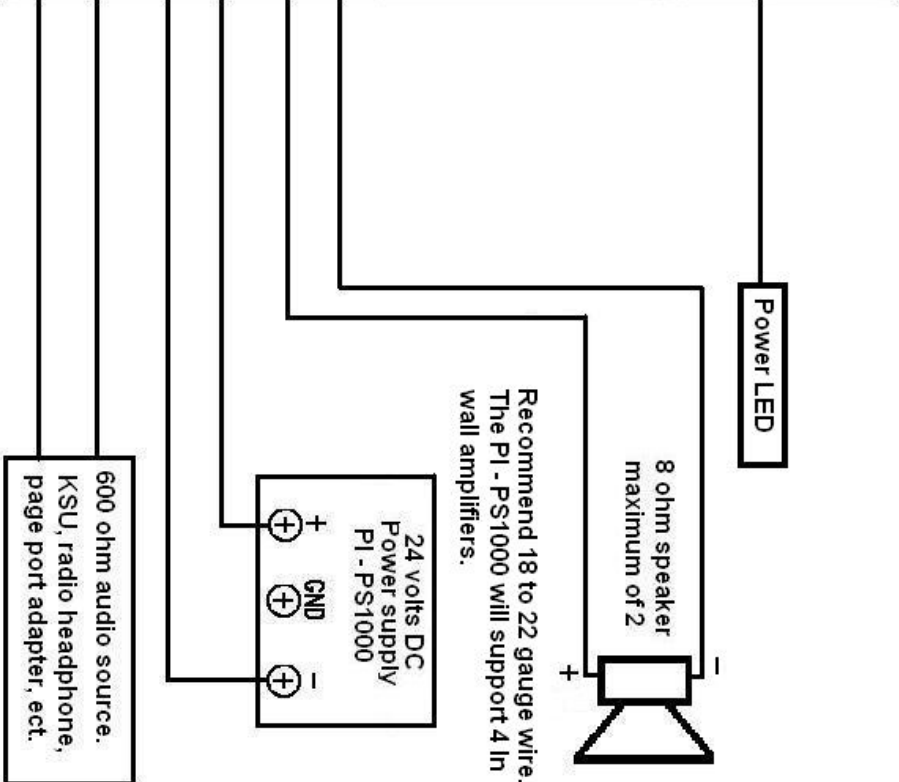 Power LED
8 ohm speaker
maximum of 2
- 
+
Recommend 18 to 22 gauge wire.
The PI - PS1000 will support 4 In
wall amplifiers.
24 volts DC
Power supply
PI - PS1000
+ GND -
600 ohm audio source.
KSU, radio headphone,
page port adapter, ect.